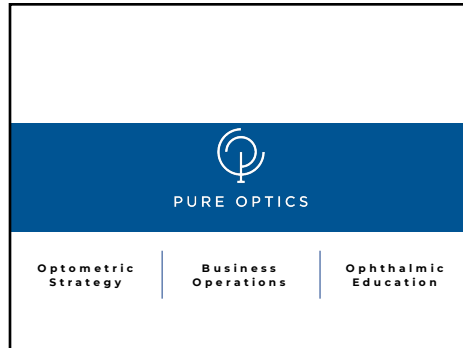 PURE OPTICS
Optometric
Strategy
Business
Operations
Ophthalmic
Education